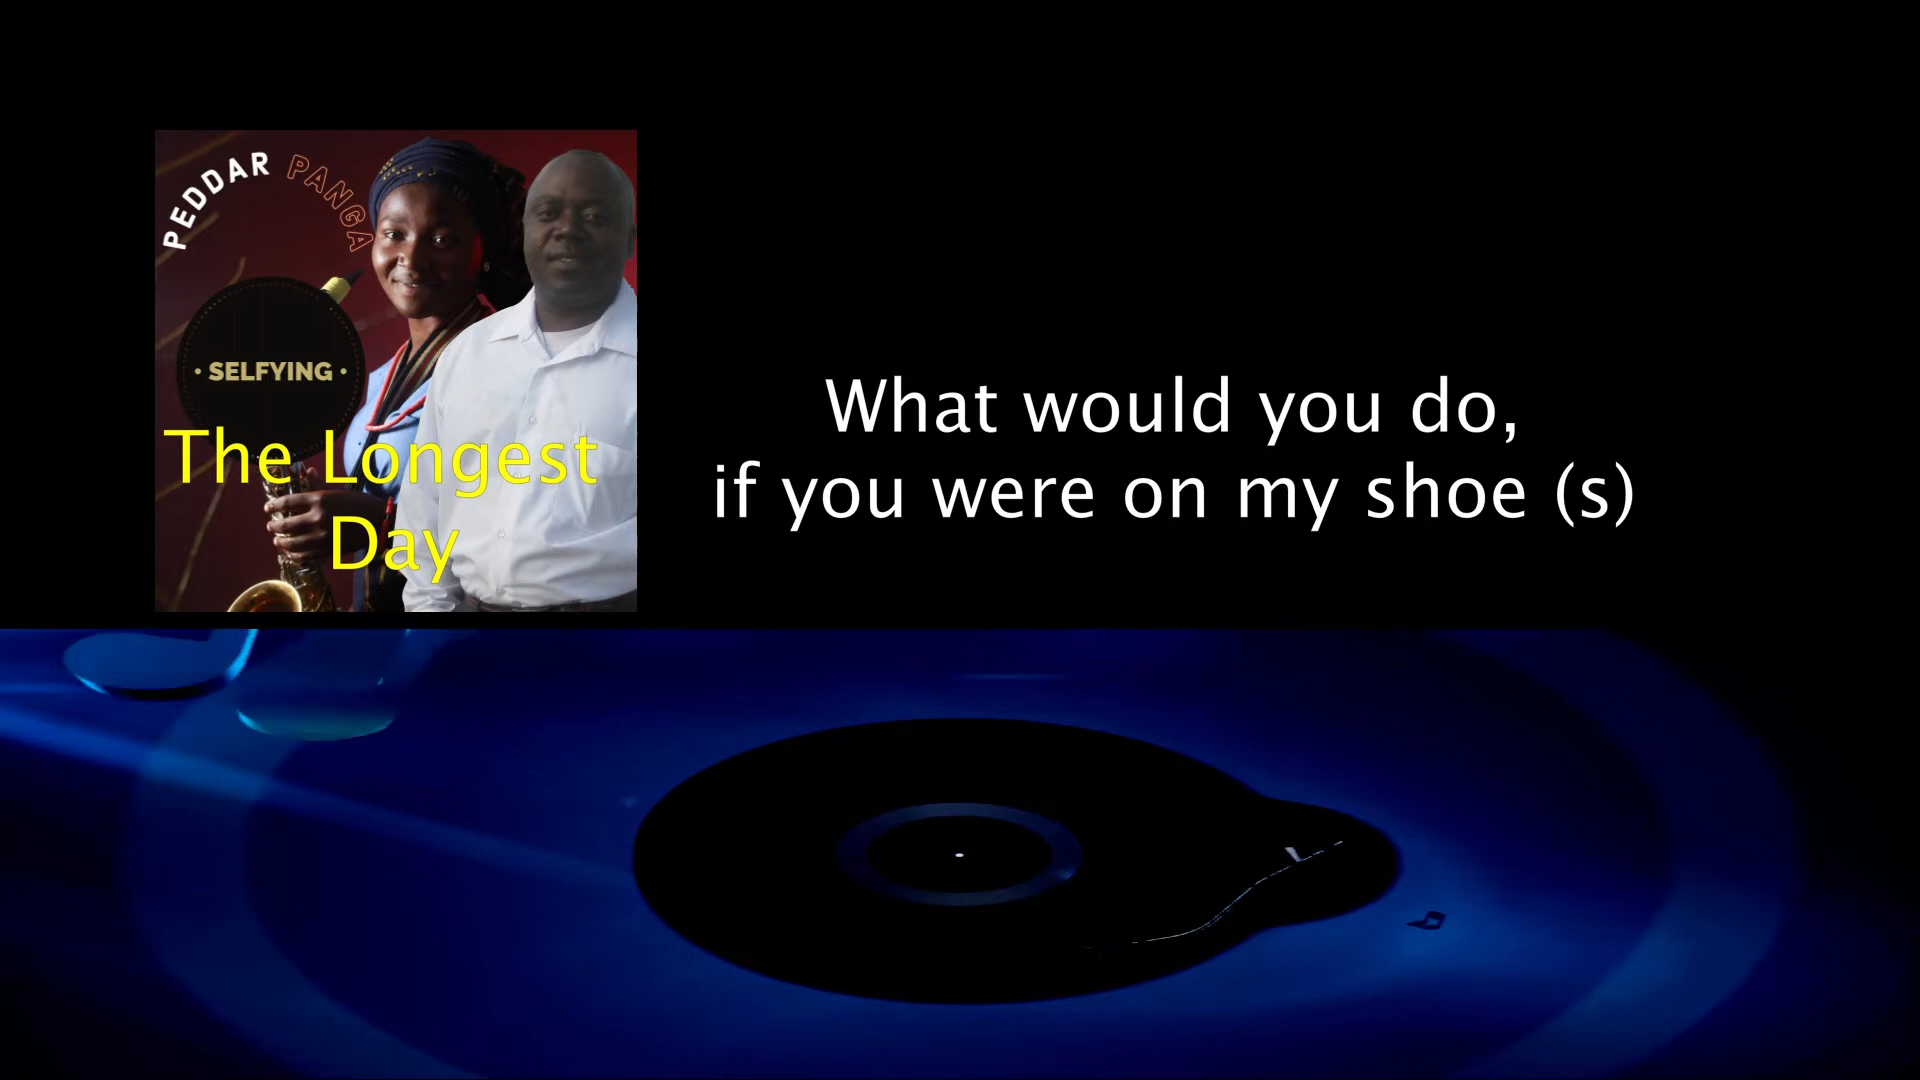 PEDDAR PANGA
• SELFYING •
The Longest
Day
What would you do,
if you were on my shoe (s)